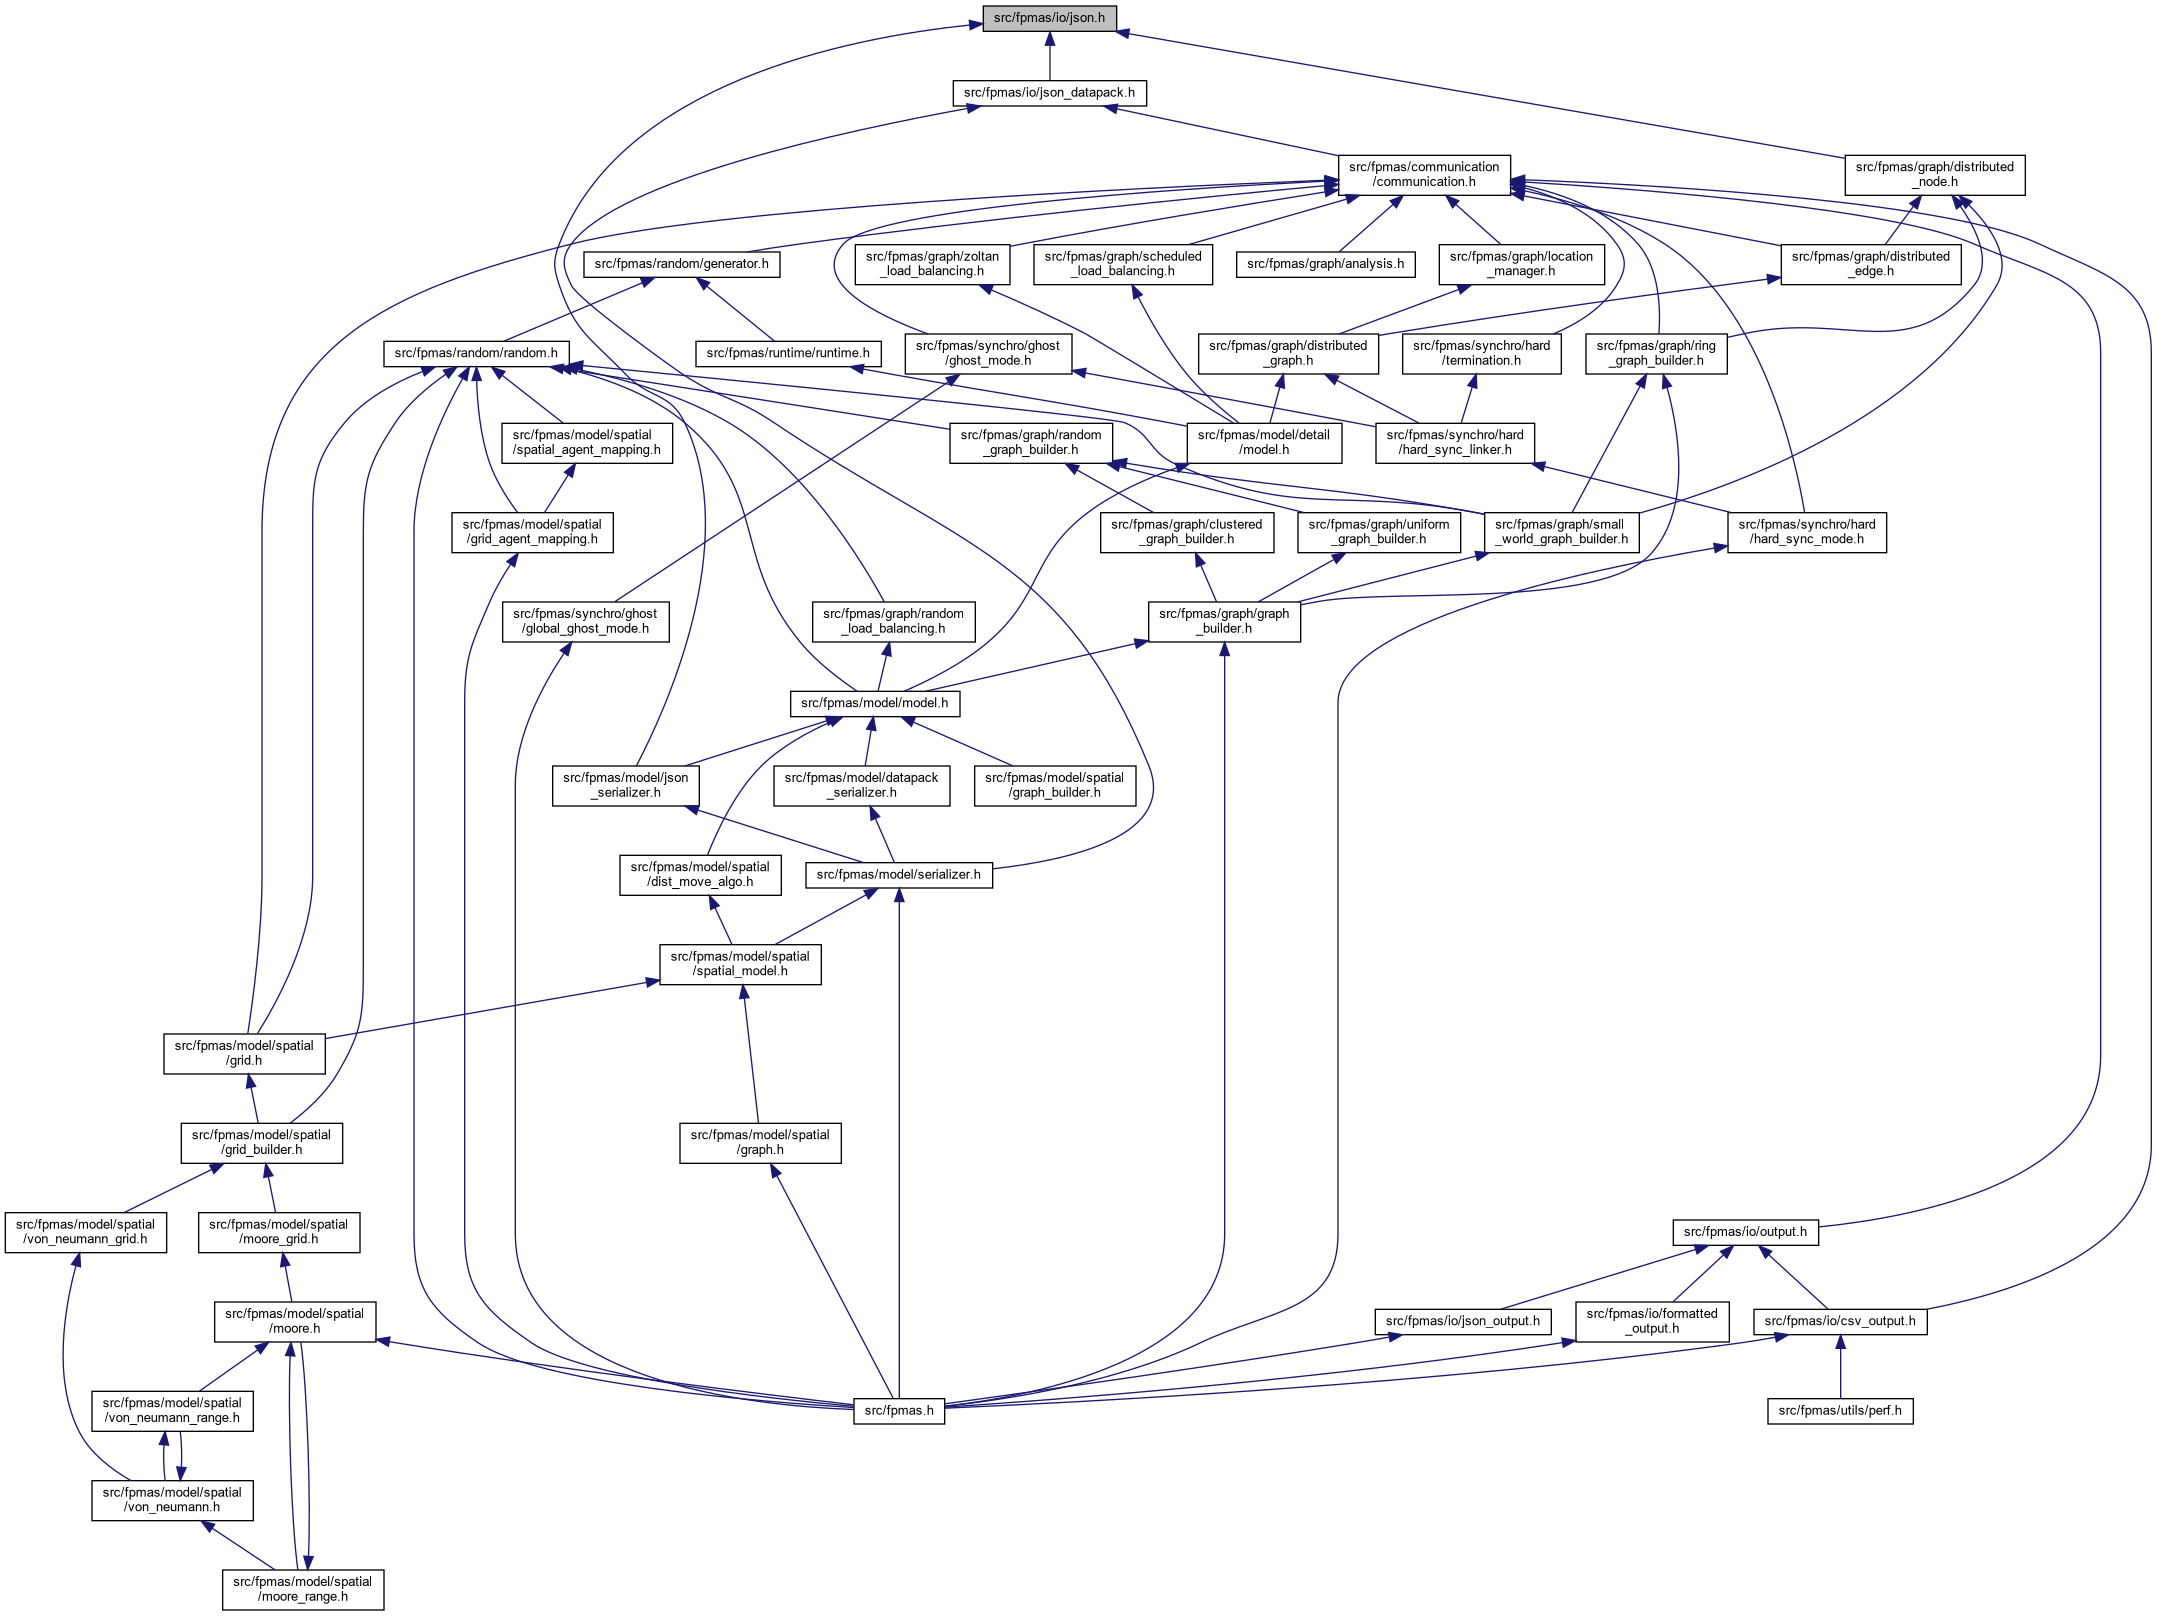 src/fpmas/io/json.h
src/fpmas/io/json_datapack.h
src/fpmas/communication
/communication.h
src/fpmas/graph/distributed
_node.h
src/fpmas/random/generator.h
src/fpmas/graph/zoltan
_load_balancing.h
src/fpmas/graph/scheduled
_load_balancing.h
src/fpmas/graph/analysis.h
src/fpmas/graph/location
_manager.h
src/fpmas/graph/distributed
_edge.h
src/fpmas/random/random.h
src/fpmas/runtime/runtime.h
src/fpmas/synchro/ghost
/ghost_mode.h
src/fpmas/graph/distributed
_graph.h
src/fpmas/synchro/hard
/termination.h
src/fpmas/graph/ring
_graph_builder.h
src/fpmas/model/spatial
/spatial_agent_mapping.h
src/fpmas/graph/random
_graph_builder.h
src/fpmas/model/detail
/model.h
src/fpmas/synchro/hard
/hard_sync_linker.h
src/fpmas/model/spatial
/grid_agent_mapping.h
src/fpmas/graph/clustered
_graph_builder.h
src/fpmas/graph/uniform
_graph_builder.h
src/fpmas/graph/small
_world_graph_builder.h
src/fpmas/synchro/hard
/hard_sync_mode.h
src/fpmas/synchro/ghost
/global_ghost_mode.h
src/fpmas/graph/random
_load_balancing.h
src/fpmas/graph/graph
_builder.h
src/fpmas/model/model.h
src/fpmas/model/json
_serializer.h
src/fpmas/model/datapack
_serializer.h
src/fpmas/model/spatial
/graph_builder.h
src/fpmas/model/spatial
/dist_move_algo.h
src/fpmas/model/serializer.h
src/fpmas/model/spatial
/spatial_model.h
src/fpmas/model/spatial
/grid.h
src/fpmas/model/spatial
/grid_builder.h
src/fpmas/model/spatial
/graph.h
src/fpmas/model/spatial
/von_neumann_grid.h
src/fpmas/model/spatial
/moore_grid.h
src/fpmas/io/output.h
src/fpmas/model/spatial
/moore.h
src/fpmas/io/json_output.h
src/fpmas/io/formatted
_output.h
src/fpmas/io/csv_output.h
src/fpmas/model/spatial
/von_neumann_range.h
src/fpmas.h
src/fpmas/utils/perf.h
src/fpmas/model/spatial
/von_neumann.h
src/fpmas/model/spatial
/moore_range.h